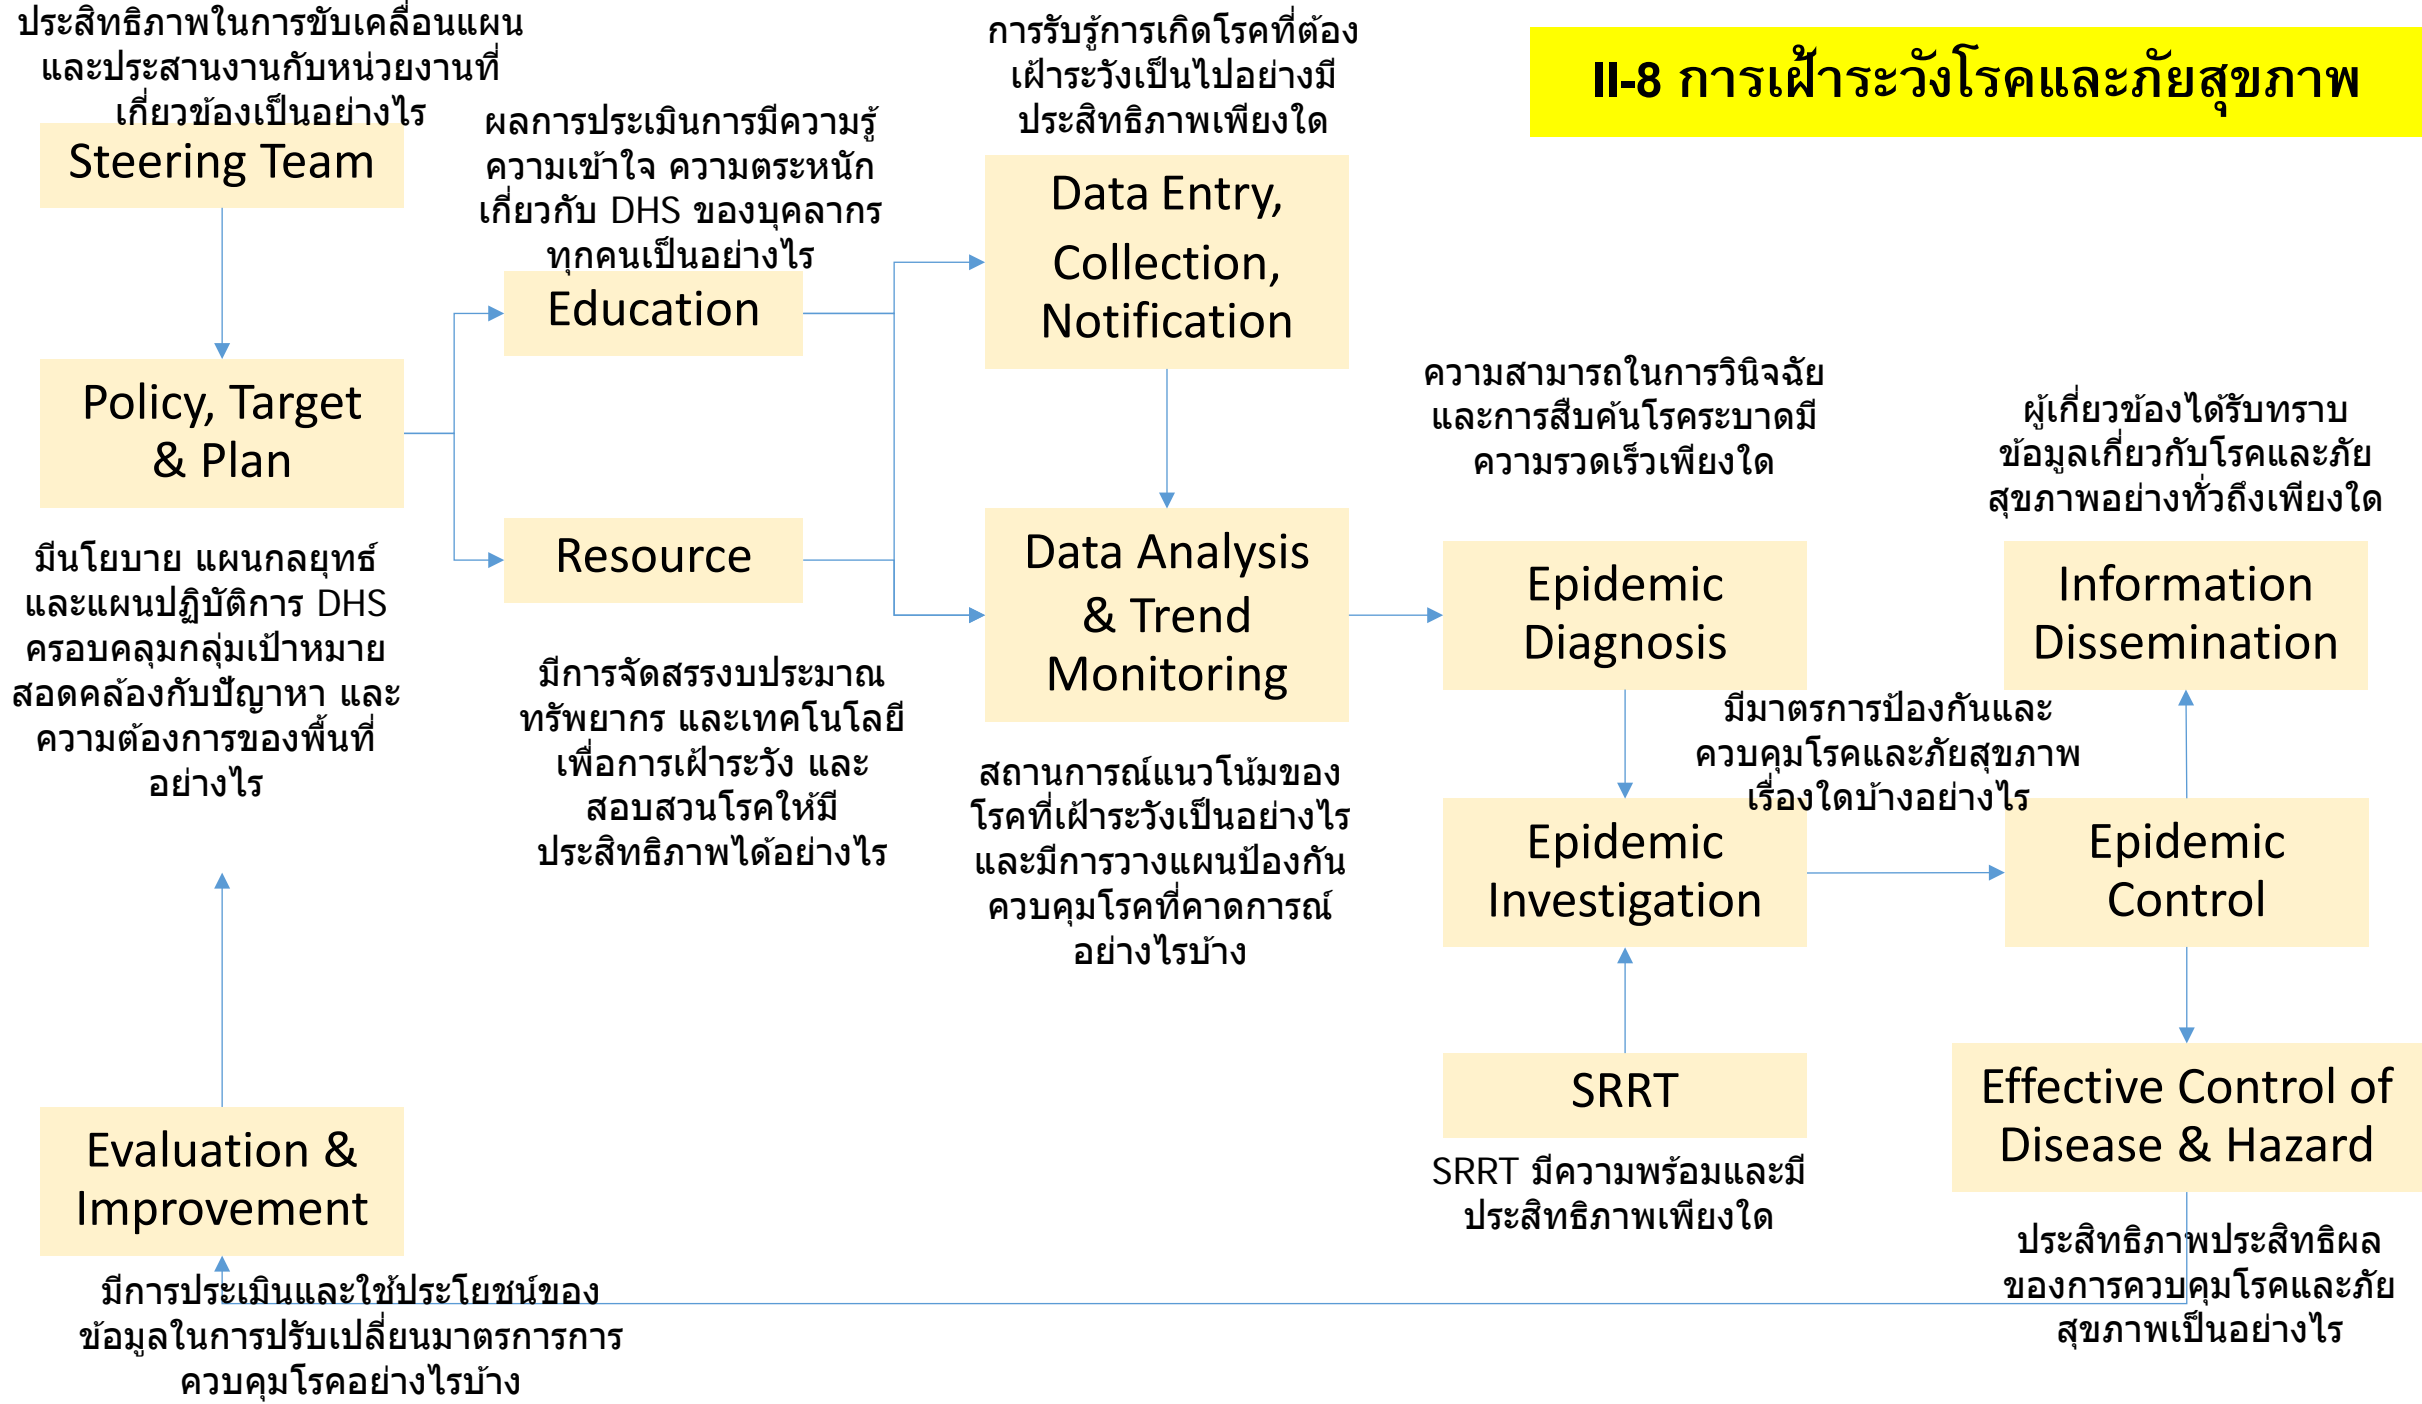 ประสิทธิภาพในการขับเคลื่อนแผน
และประสานงานกับหน่วยงานที่
เกี่ยวข้องเป็นอย่างไร
Steering Team
Policy, Target
& Plan
มีนโยบาย แผนกลยุทธ์
และแผนปฏิบัติการ DHS
ครอบคลุมกลุ่มเป้าหมาย
สอดคล้องกับปัญาหา และ
ความต้องการของพื้นที่
อย่างไร
Evaluation &
Improvement
มีการประเมินและใช้ประโยชน์ของ
ข้อมูลในการปรับเปลี่ยนมาตรการการ
ควบคุมโรคอย่างไรบ้าง
ผลการประเมินการมีความรู้
ความเข้าใจ ความตระหนัก
เกี่ยวกับ DHS ของบุคลากร
ทุกคนเป็นอย่างไร
Education
Resource
มีการจัดสรรงบประมาณ
ทรัพยากร และเทคโนโลยี
เพื่อการเฝ้าระวัง และ
สอบสวนโรคให้มี
ประสิทธิภาพได้อย่างไร
การรับรู้การเกิดโรคที่ต้อง
เฝ้าระวังเป็นไปอย่างมี
ประสิทธิภาพเพียงใด
Data Entry,
Collection,
Notification
Data Analysis
& Trend
Monitoring
สถานการณ์แนวโน้มของ
โรคที่เฝ้าระวังเป็นอย่างไร
และมีการวางแผนป้องกัน
ควบคุมโรคที่คาดการณ์
อย่างไรบ้าง
II-8 การเฝ้าระวังโรคและภัยสุขภาพ
ความสามารถในการวินิจฉัย
และการสืบค้นโรคระบาดมี
ความรวดเร็วเพียงใด
Epidemic
Diagnosis
Epidemic
Investigation
SRRT
SRRT มีความพร้อมและมี
ประสิทธิภาพเพียงใด
ผู้เกี่ยวข้องได้รับทราบ
ข้อมูลเกี่ยวกับโรคและภัย
สุขภาพอย่างทั่วถึงเพียงใด
Information
Dissemination
มีมาตรการป้องกันและ
ควบคุมโรคและภัยสุขภาพ
เรื่องใดบ้างอย่างไร
Epidemic
Control
Effective Control of
Disease & Hazard
ประสิทธิภาพประสิทธิผล
ของการควบคุมโรคและภัย
สุขภาพเป็นอย่างไร